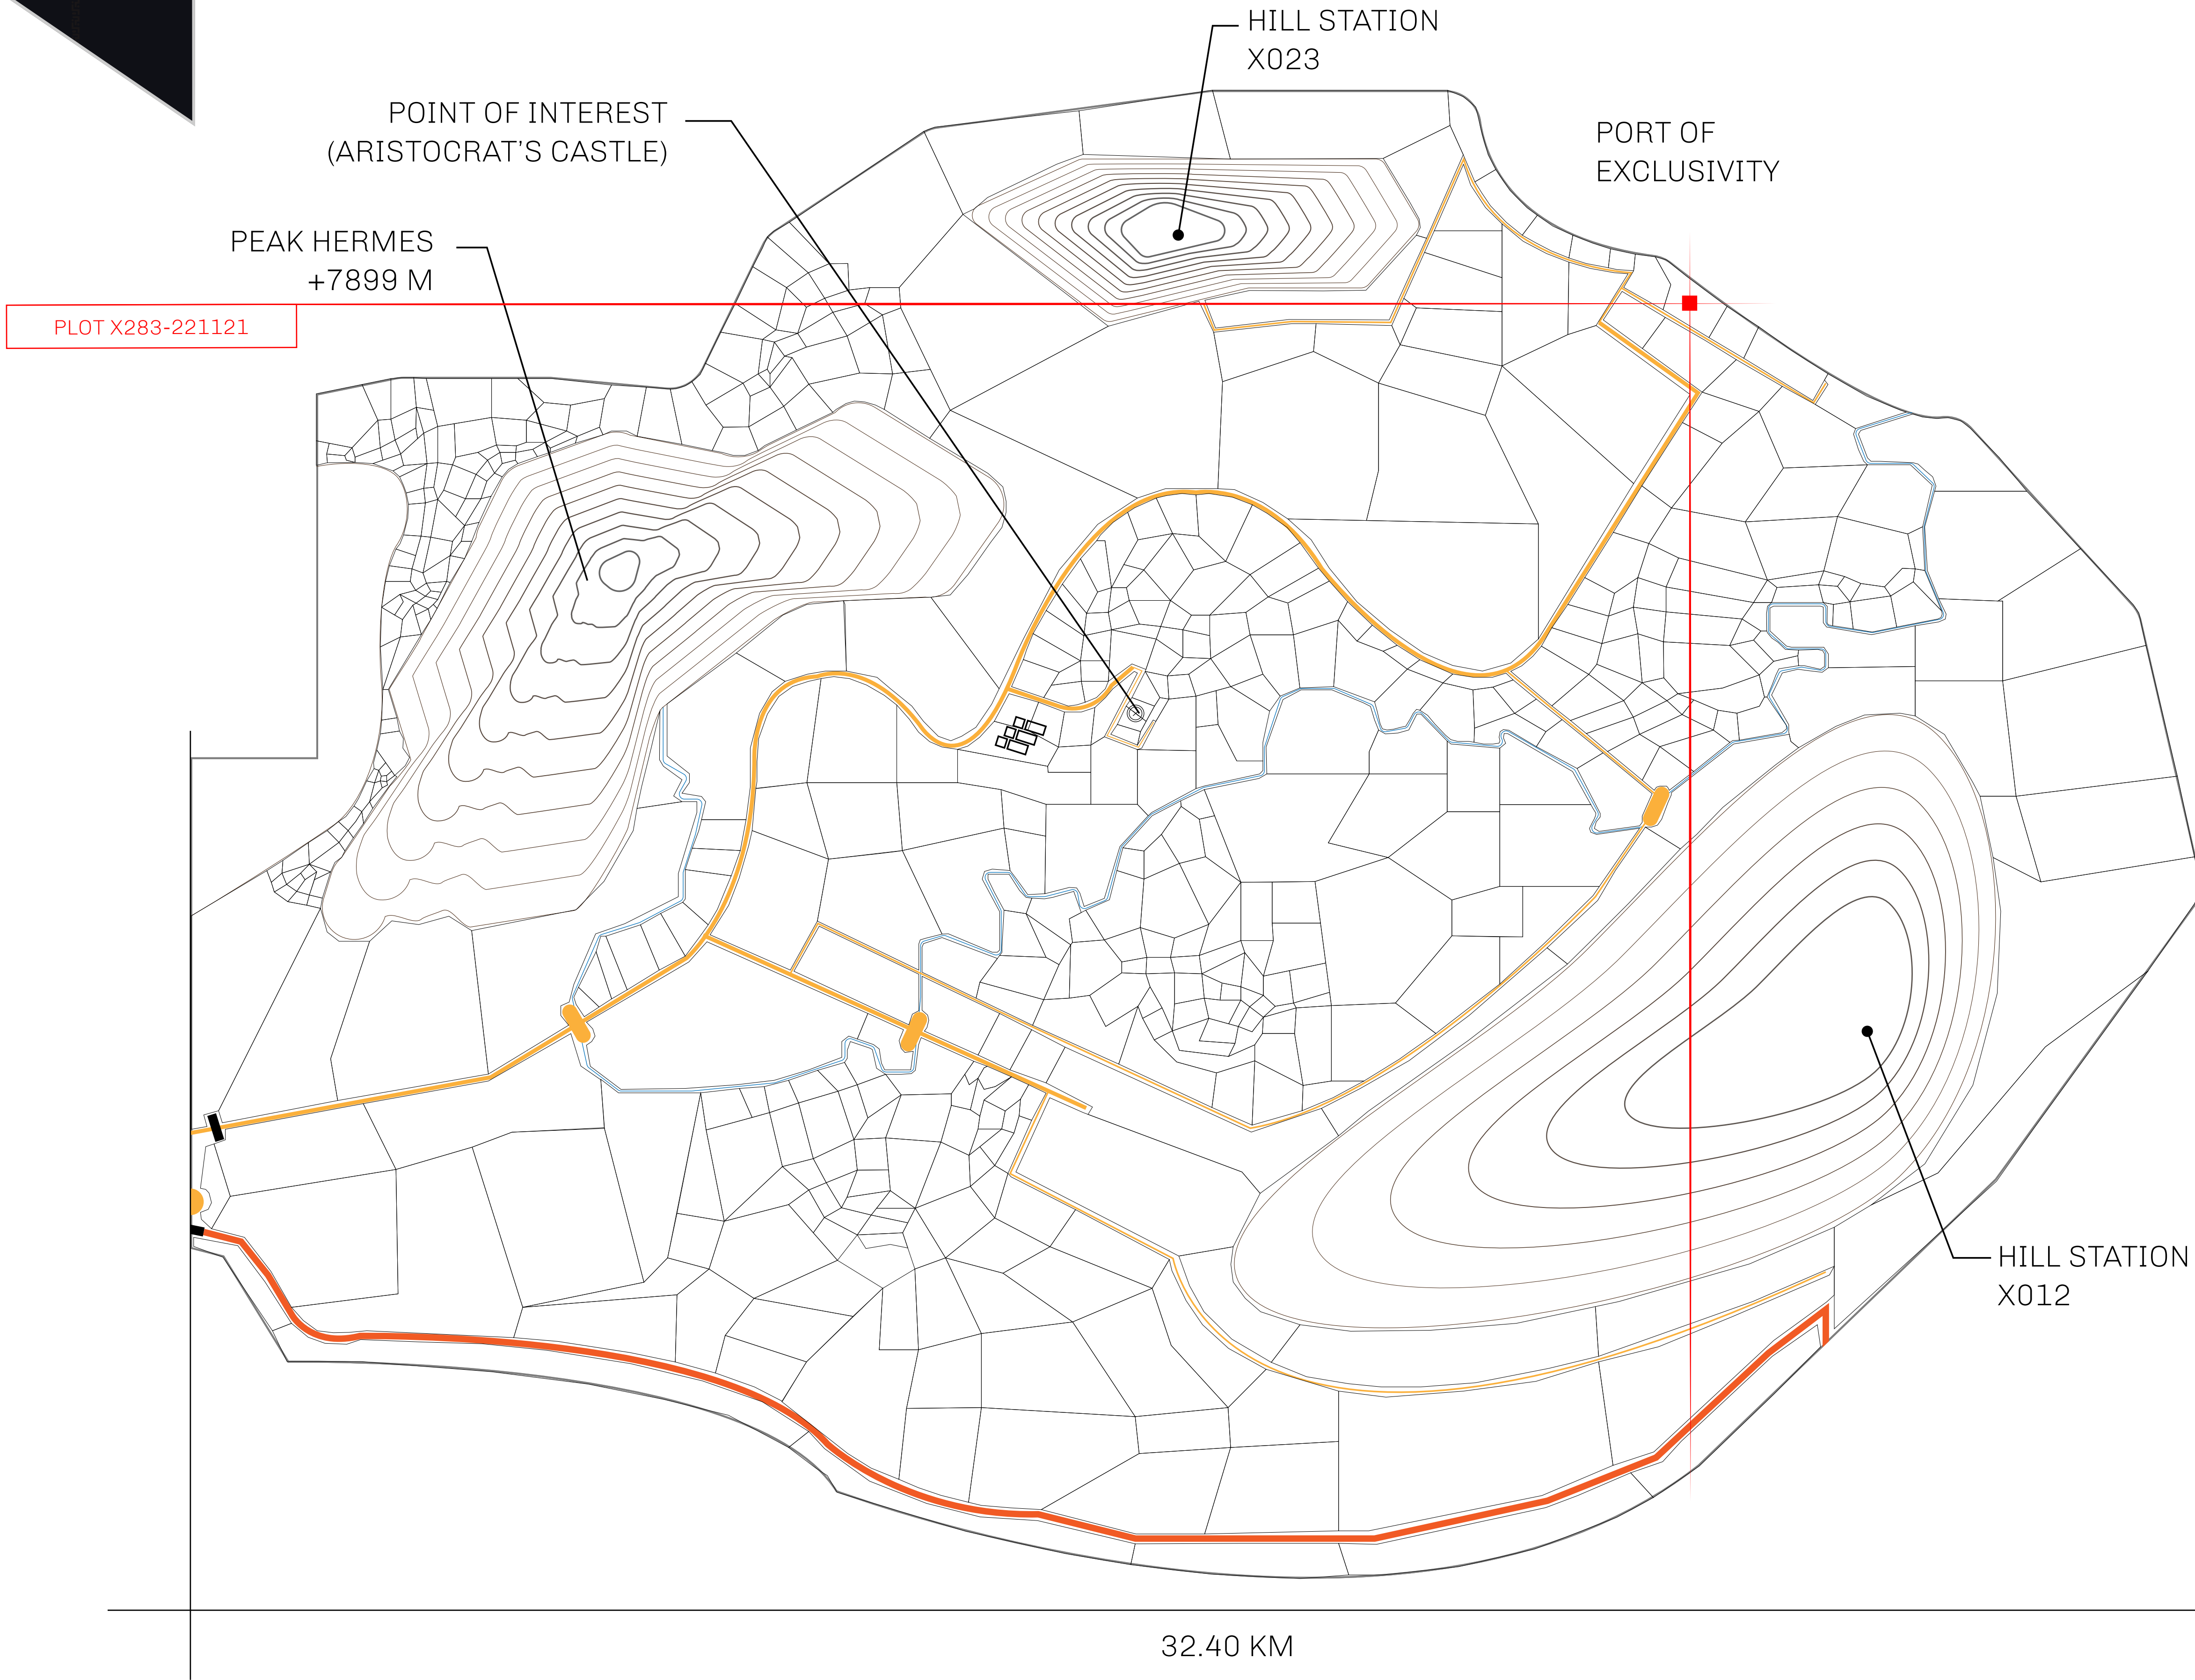 HILL STATION
X023
POINT OF INTEREST
(ARISTOCRAT'S CASTLE)
PORT OF
EXCLUSIVITY
PEAK HERMES
+7899 M
PLOT X283-221121
HILL STATION
X012
32.40 KM